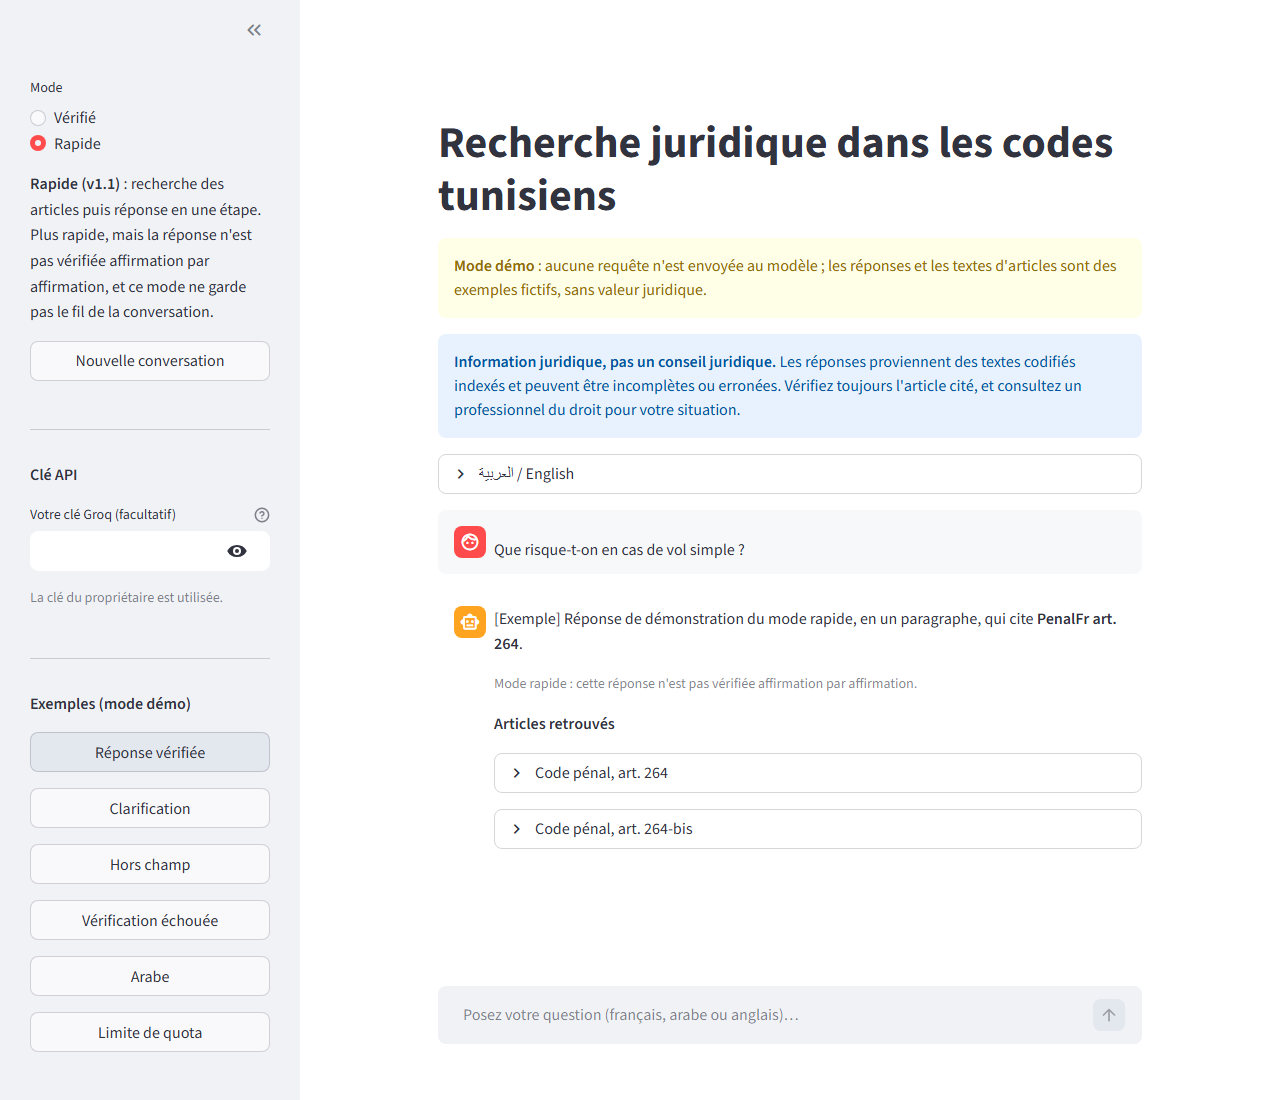 Mode
Vérifié
Rapide
Rapide (v1.1) : recherche des
articles puis réponse en une étape.
Plus rapide, mais la réponse n'est
pas vérifiée affirmation par
affirmation, et ce mode ne garde
pas le fil de la conversation.
Nouvelle conversation
Clé API
Votre clé Groq (facultatif)
La clé du propriétaire est utilisée.
Exemples (mode démo)
Réponse vérifiée
Clarification
Hors champ
Vérification échouée
Arabe
Limite de quota
Recherche juridique dans les codes
tunisiens
Mode démo : aucune requête n'est envoyée au modèle ; les réponses et les textes d'articles sont des
exemples fictifs, sans valeur juridique.
Information juridique, pas un conseil juridique. Les réponses proviennent des textes codifiés
indexés et peuvent être incomplètes ou erronées. Vérifiez toujours l'article cité, et consultez un
professionnel du droit pour votre situation.
العربية / English
Que risque-t-on en cas de vol simple ?
[Exemple] Réponse de démonstration du mode rapide, en un paragraphe, qui cite PenalFr art.
264.
Mode rapide : cette réponse n'est pas vérifiée affirmation par affirmation.
Articles retrouvés
Code pénal, art. 264
Code pénal, art. 264-bis
Posez votre question (français, arabe ou anglais)…